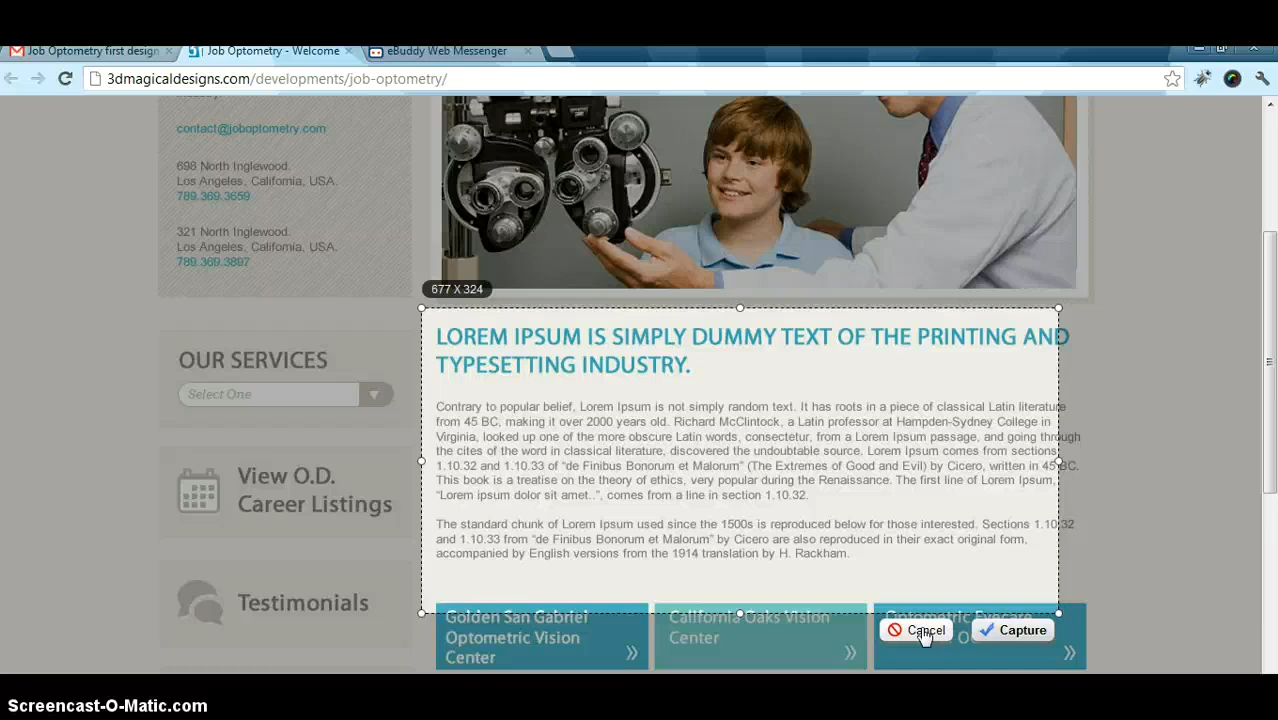 Job Optometry first design
Job Optometry - Welcome
eBuddy Web Messenger
3dmagicaldesigns.com/developments/job-optometry/
contact@joboptometry.com
698 North Inglewood.
Los Angeles, California, USA.
789.369.3659
321 North Inglewood.
Los Angeles, California, USA.
789.369.3897
677 X 324
LOREM IPSUM IS SIMPLY DUMMY TEXT OF THE PRINTING AND
TYPESETTING INDUSTRY.
OUR SERVICES
Select One
Contrary to popular belief, Lorem Ipsum is not simply random text. It has roots in a piece of classical Latin literature
from 45 BC, making it over 2000 years old. Richard McClintock, a Latin professor at Hampden-Sydney College in
Virginia, looked up one of the more obscure Latin words, consectetur, from a Lorem Ipsum passage, and going through
the cites of the word in classical literature, discovered the undoubtable source. Lorem Ipsum comes from sections
1.10.32 and 1.10.33 of "de Finibus Bonorum et Malorum" (The Extremes of Good and Evil) by Cicero, written in 45 BC.
This book is a treatise on the theory of ethics, very popular during the Renaissance. The first line of Lorem Ipsum,
"Lorem ipsum dolor sit amet..", comes from a line in section 1.10.32.
The standard chunk of Lorem Ipsum used since the 1500s is reproduced below for those interested. Sections 1.10.32
and 1.10.33 from "de Finibus Bonorum et Malorum" by Cicero are also reproduced in their exact original form,
accompanied by English versions from the 1914 translation by H. Rackham.
View O.D.
Career Listings
Testimonials
Golden San Gabriel
Optometric Vision
Center
California Oaks Vision
Center
Optometric Eyecare
Cancel
Capture
Screencast-O-Matic.com